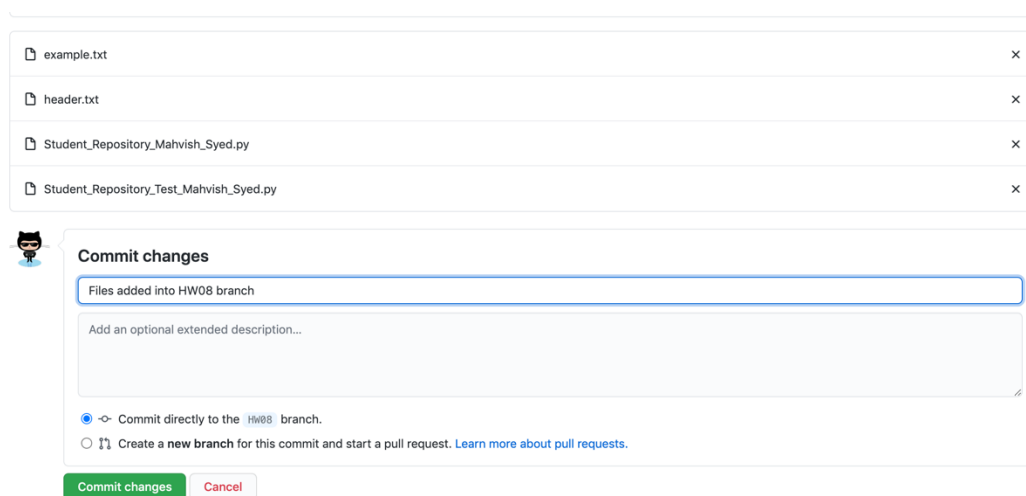 example.txt
header.txt
Student_Repository_Mahvish_Syed.py
Student_Repository_Test_Mahvish_Syed.py
Commit changes
Files added into HW08 branch
Add an optional extended description...
Commit directly to the HW08 branch.
Create a new branch for this commit and start a pull request. Learn more about pull requests.
Commit changes Cancel